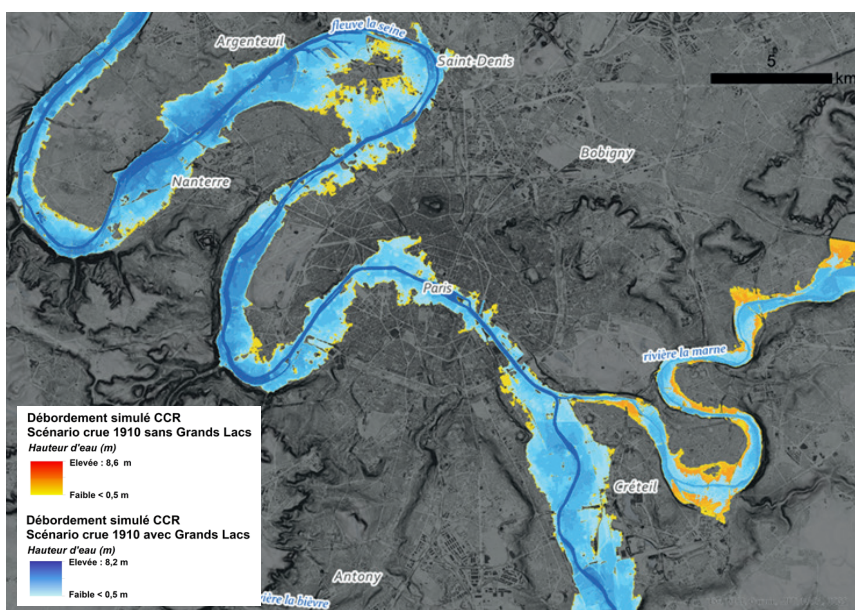 fleuve la seine
Argenteuil
Saint-Denis
5
km
Bobigny
Nanterre
Paris
rivière la marne
Créteil
Antony
vière la bièvre
Débordement simulé CCR
Scénario crue 1910 sans Grands Lacs
Hauteur d'eau (m)
Elevée : 8,6 m
Faible < 0,5 m
Débordement simulé CCR
Scénario crue 1910 avec Grands Lacs
Hauteur d'eau (m)
Elevée : 8,2 m
Faible < 0,5 m